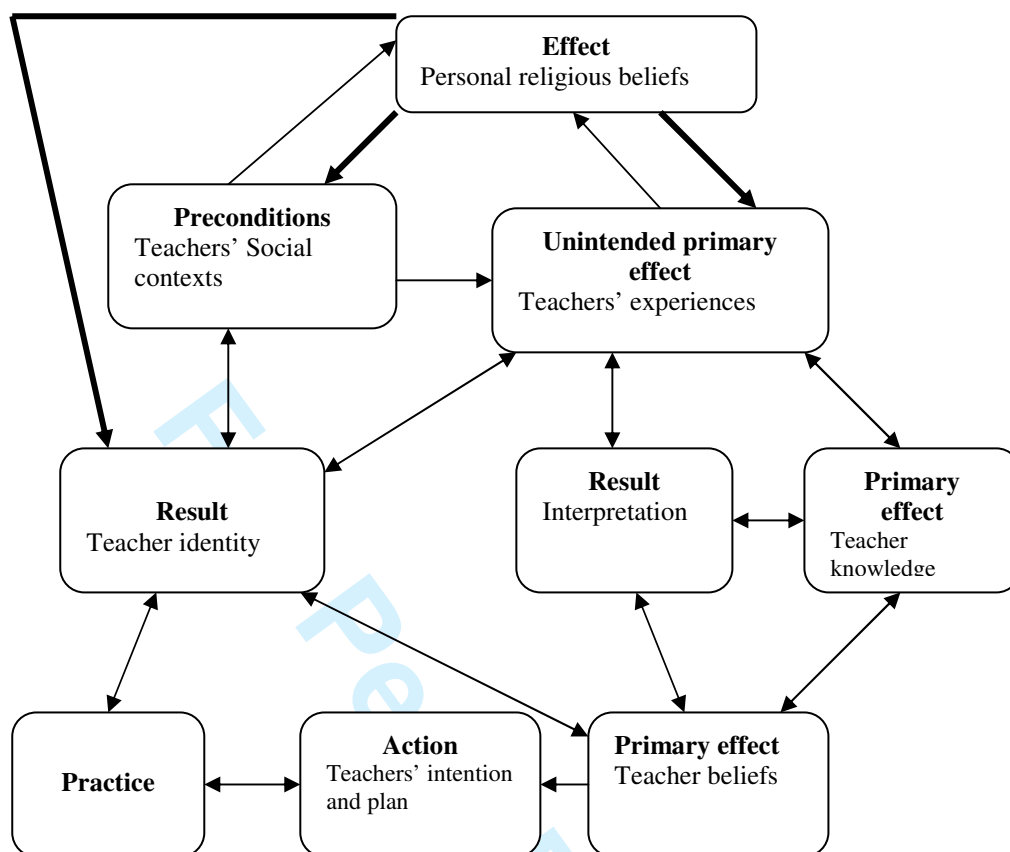 Effect
Personal religious beliefs
Preconditions
Teachers’ Social
contexts
Unintended primary
effect
Teachers’ experiences
Result
Teacher identity
Result
Interpretation
Primary
effect
Teacher
knowledge
Practice
Action
Teachers’ intention
and plan
Primary effect
Teacher beliefs